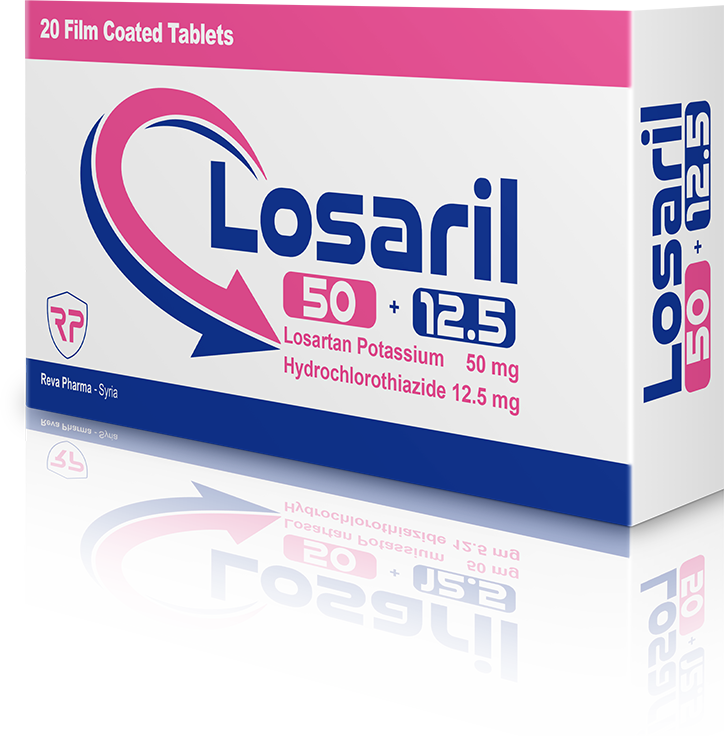 20 Film Coated Tablets
Losaril
50 + 12.5
Losartan Potassium 50 mg
Hydrochlorothiazide 12.5 mg
RP
Reva Pharma - Syria
Losaril
50 + 12.5